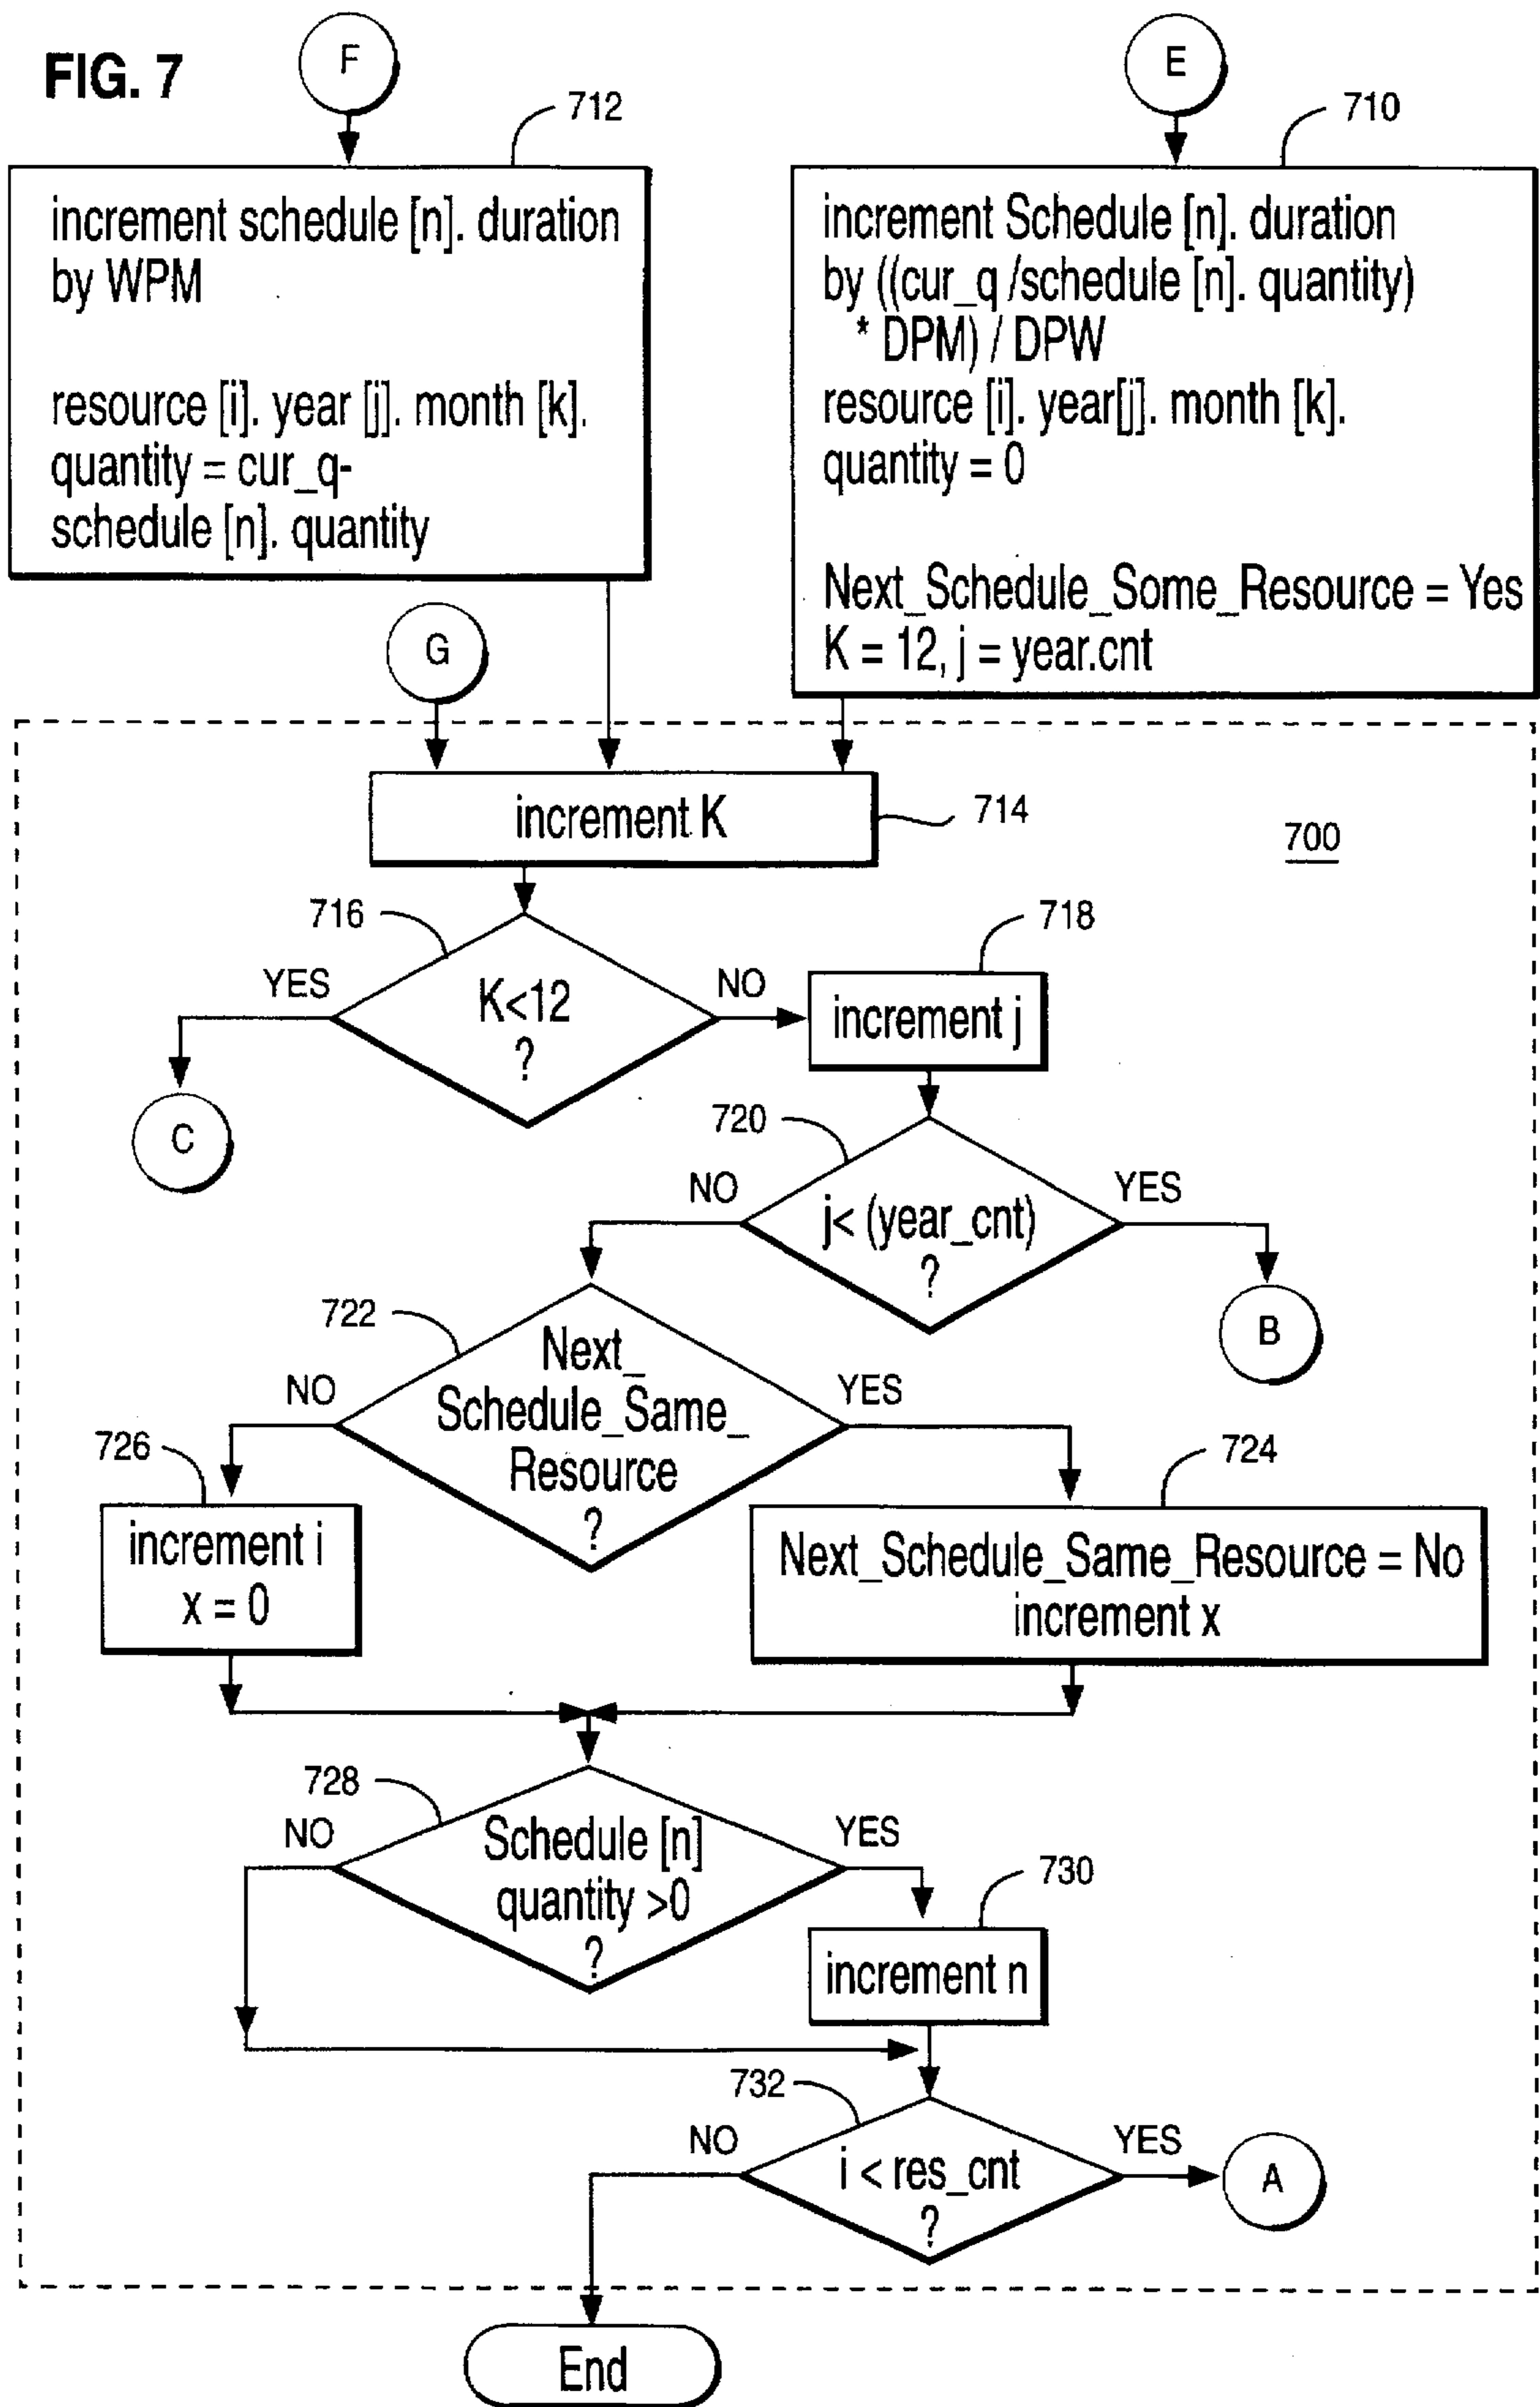 FIG. 7
F
E
712
710
increment schedule [n]. duration
by WPM
resource [i]. year [j]. month [k].
quantity = cur_q-
schedule [n]. quantity
increment Schedule [n]. duration
by ((cur_q /schedule [n]. quantity)
* DPM) / DPW
resource [i]. year[j]. month [k].
quantity = 0
Next_Schedule_Some_Resource = Yes
K = 12, j = year.cnt
G
increment K
714
700
716
718
YES
K<12
?
NO
increment j
C
720
NO
j< (year_cnt)
?
YES
B
722
NO
Next_
Schedule_Same_
Resource
?
YES
726
724
increment i
x = 0
Next_Schedule_Same_Resource = No
increment x
728
NO
Schedule [n]
quantity >0
?
YES
730
increment n
732
NO
i < res_cnt
?
YES
A
End